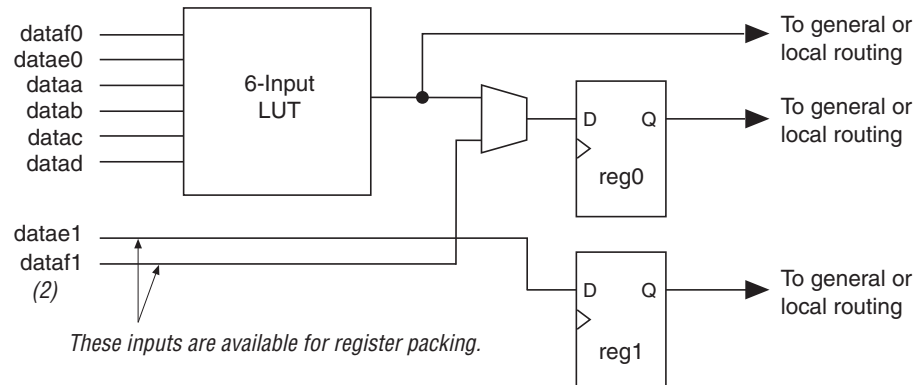 dataf0
datae0
dataa
datab
datac
datad
6-Input
LUT
To general or
local routing
D Q
reg0
To general or
local routing
datae1
dataf1
(2)
These inputs are available for register packing.
D Q
reg1
To general or
local routing